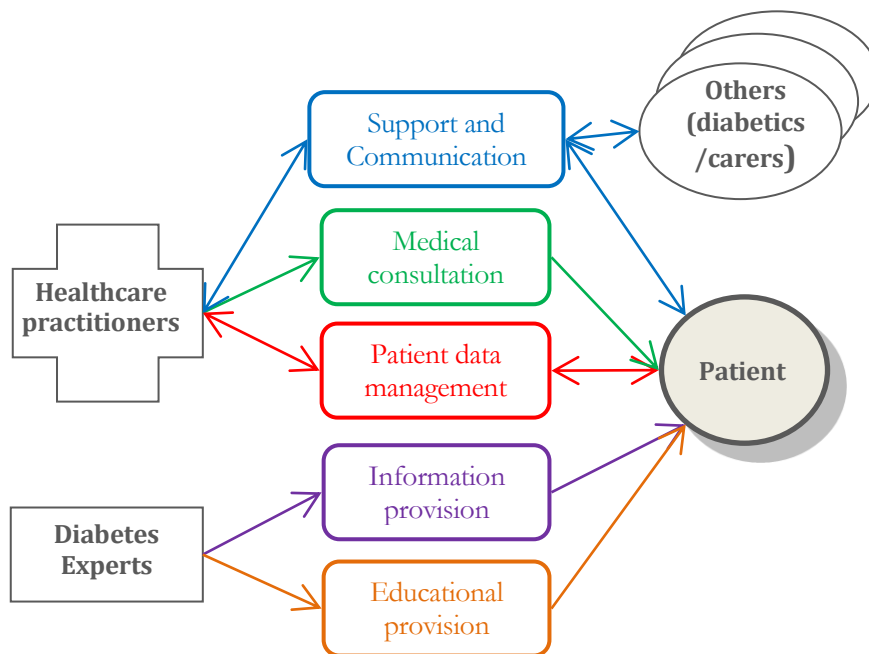 Others
(diabetics
/carers)
Support and
Communication
Medical
consultation
Healthcare
practitioners
Patient data
management
Patient
Information
provision
Diabetes
Experts
Educational
provision